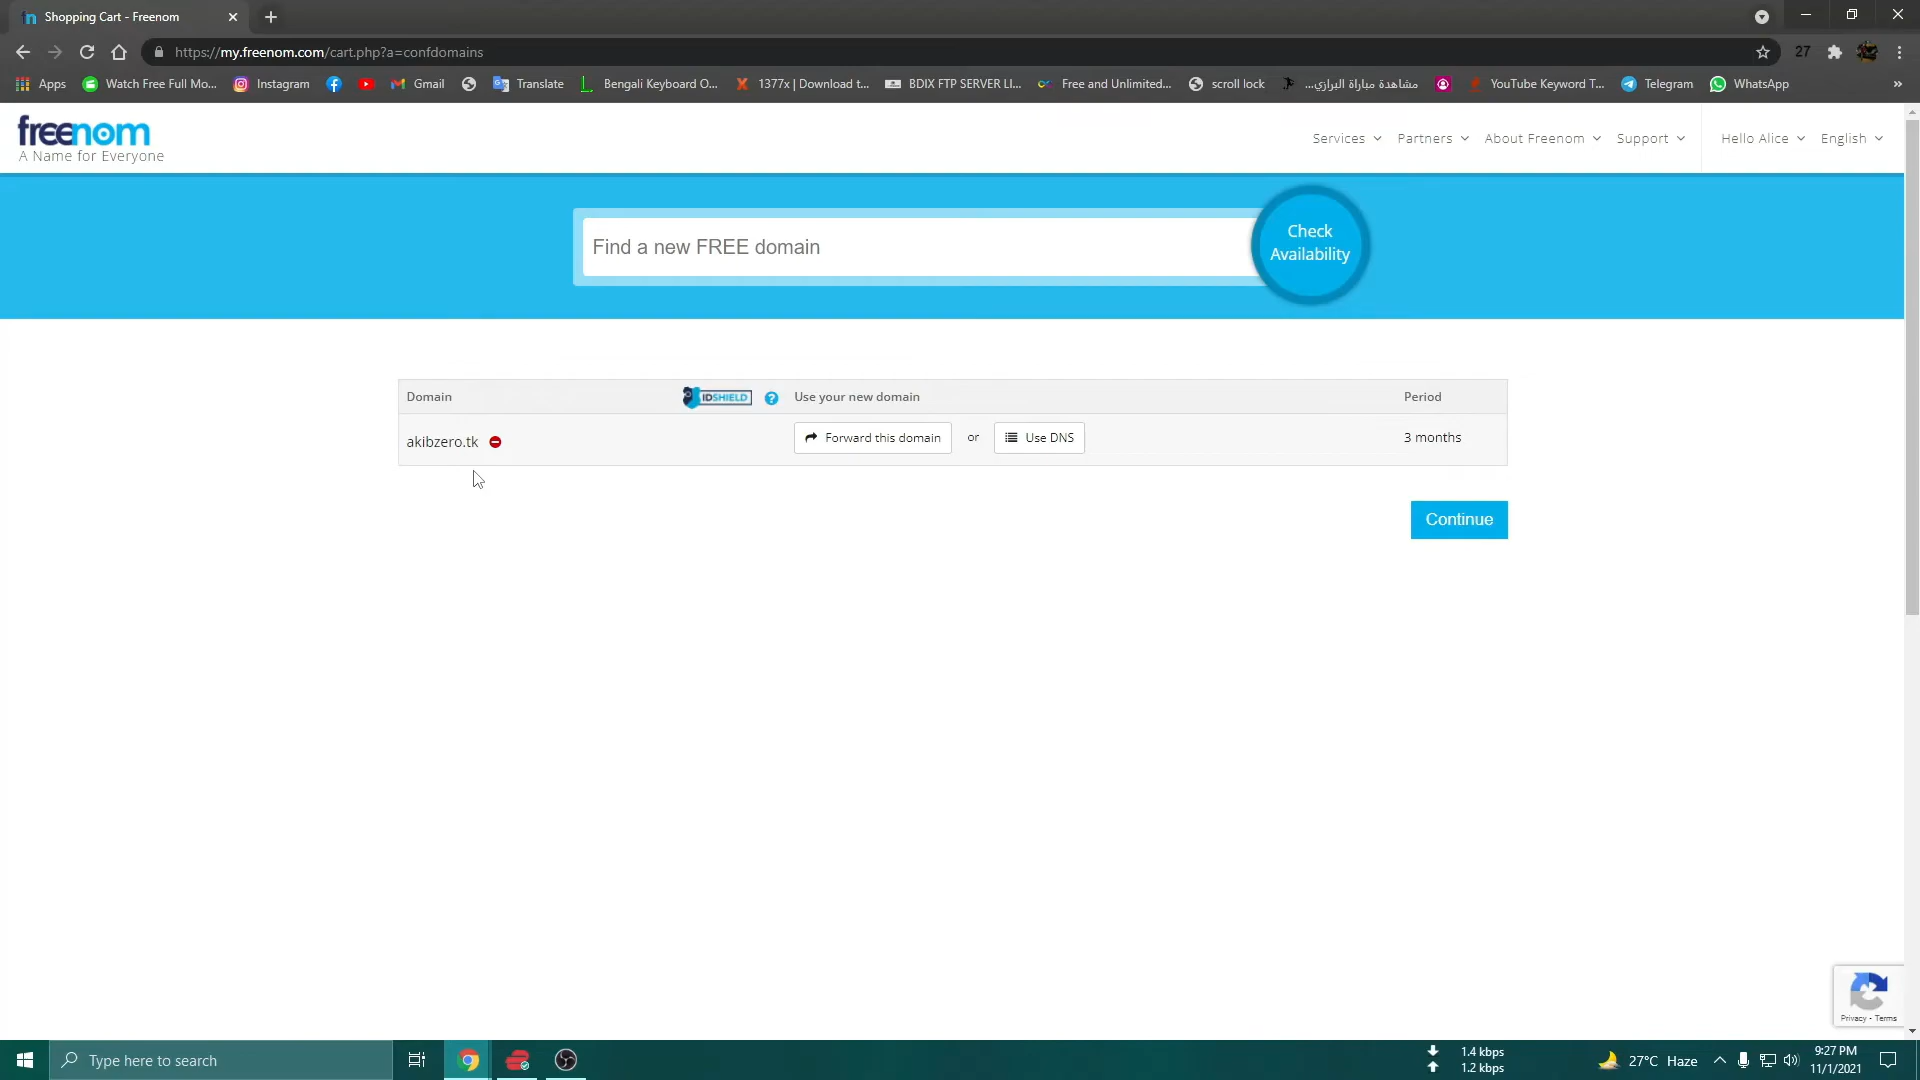 Shopping Cart - Freenom
https://my.freenom.com/cart.php?a=confdomains
27
Apps
Watch Free Full Mo...
Instagram
Gmail
Translate
Bengali Keyboard O...
1377x | Download t...
BDIX FTP SERVER LI...
Free and Unlimited...
scroll lock
مشاهدة مباراة البرازي...
YouTube Keyword T...
Telegram
WhatsApp
»
freenom
A Name for Everyone
Services
Partners
About Freenom
Support
Hello Alice
English
Find a new FREE domain
Check
Availability
Domain
IDSHIELD
?
Use your new domain
Period
akibzero.tk
Forward this domain
or
Use DNS
3 months
Continue
Privacy - Terms
Type here to search
1.4 kbps
1.2 kbps
27°C Haze
9:27 PM
11/1/2021